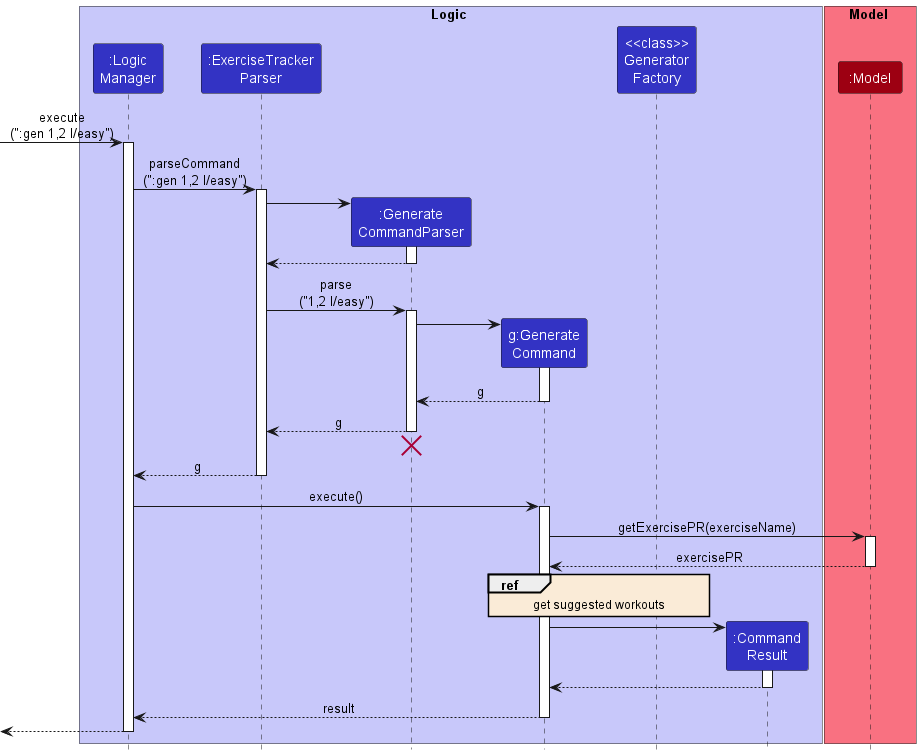 Logic
Model
:Logic
Manager
:ExerciseTracker
Parser
<<class>>
Generator
Factory
:Model
execute
(":gen 1,2 l/easy")
parseCommand
(":gen 1,2 l/easy")
:Generate
CommandParser
parse
("1,2 l/easy")
g:Generate
Command
g
g
g
execute()
getExercisePR(exerciseName)
exercisePR
ref
get suggested workouts
:Command
Result
result